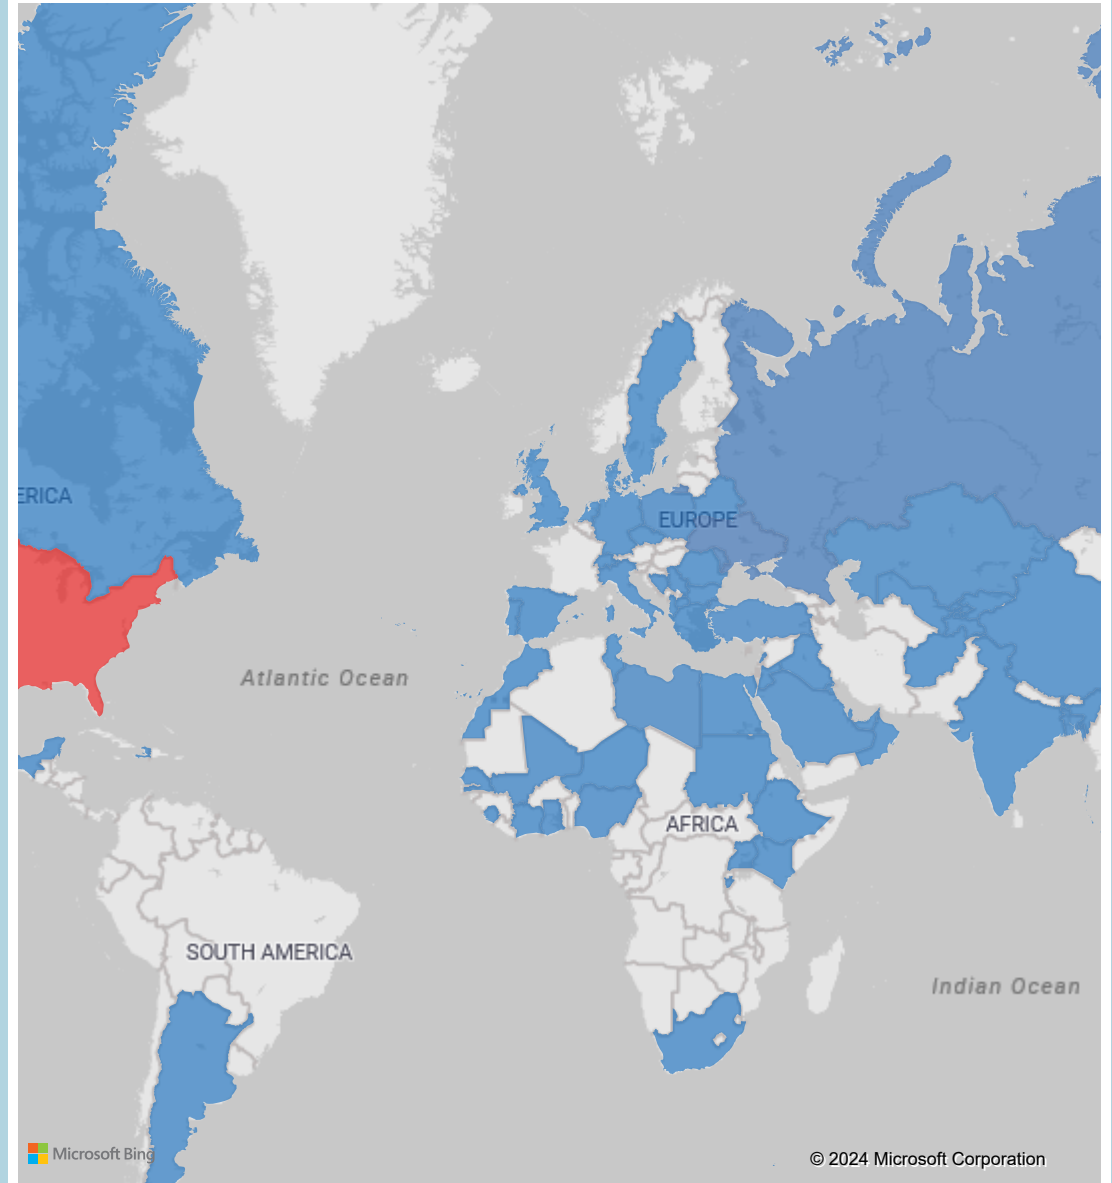 ERICA
EUROPE
Atlantic Ocean
AFRICA
SOUTH AMERICA
Indian Ocean
Microsoft Bing
© 2024 Microsoft Corporation